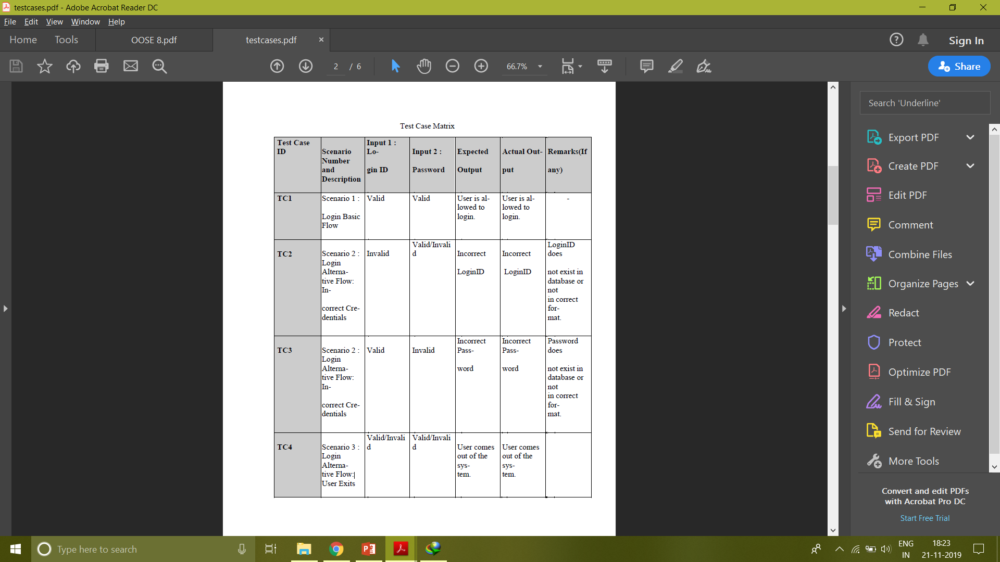 testcases.pdf - Adobe Acrobat Reader DC
File Edit View Window Help
Home Tools OOSE 8.pdf testcases.pdf × Sign In
2 / 6 66.7% Share
Search 'Underline'
Export PDF
Create PDF
Edit PDF
Comment
Combine Files
Organize Pages
Redact
Protect
Optimize PDF
Fill & Sign
Send for Review
More Tools
Convert and edit PDFs
with Acrobat Pro DC
Start Free Trial
Test Case Matrix
Test Case
ID
Scenario
Number
and
Description
Input 1 :
Lo-
gin ID
Input 2 :
Password
Expected
Output
Actual Out-
put
Remarks(If
any)
TC1
Scenario 1 :
Login Basic
Flow
Valid
Valid
User is al-
lowed to
login.
User is al-
lowed to
login.
-
TC2
Scenario 2 :
Login
Alterna-
tive Flow:
In-
correct Cre-
dentials
Invalid
Valid/Invali
d
Incorrect
LoginID
Incorrect
LoginID
LoginID
does
not exist in
database or
not
in correct
for-
mat.
TC3
Scenario 2 :
Login
Alterna-
tive Flow:
In-
correct Cre-
dentials
Valid
Invalid
Incorrect
Pass-
word
Incorrect
Pass-
word
Password
does
not exist in
database or
not
in correct
for-
mat.
TC4
Scenario 3 :
Login
Alterna-
tive Flow:
User Exits
Valid/Invali
d
Valid/Invali
d
User comes
out of the
sys-
tem.
User comes
out of the
sys-
tem.
Type here to search
ENG
IN
18:23
21-11-2019